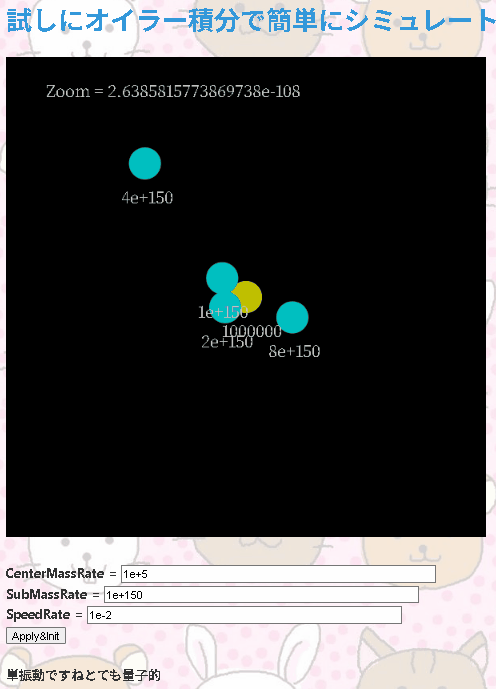 試しにオイラー積分で簡単にシミュレート
Zoom = 2.6385815773869738e-108
4e+150
1e+150
1000000
2e+150
8e+150
CenterMassRate = 1e+5
SubMassRate = 1e+150
SpeedRate = 1e-2
Apply&Init
単振動ですねとても量子的